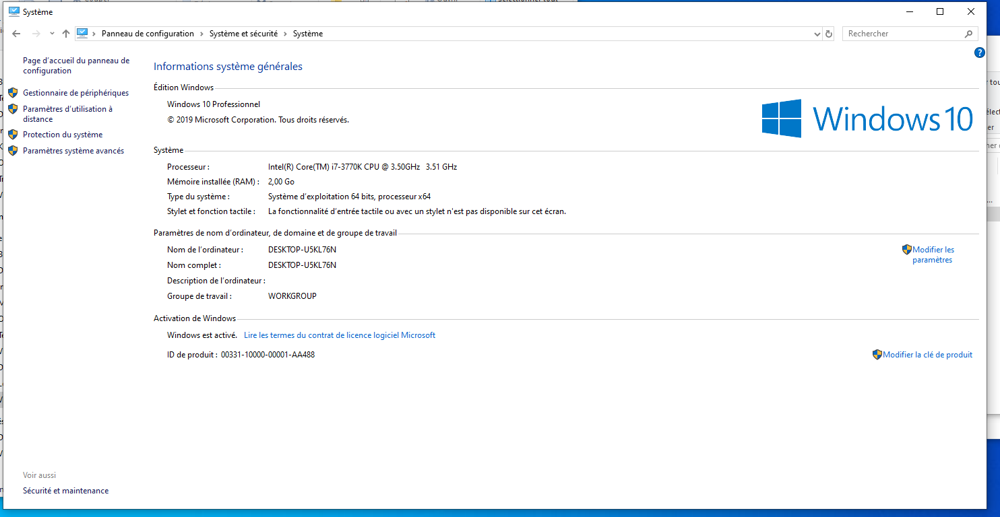 Système
Panneau de configuration > Système et sécurité > Système
Rechercher
Page d'accueil du panneau de
configuration
Gestionnaire de périphériques
Paramètres d'utilisation à
distance
Protection du système
Paramètres système avancés
Informations système générales
Édition Windows
Windows 10 Professionnel
© 2019 Microsoft Corporation. Tous droits réservés.
Windows 10
Système
Processeur : Intel(R) Core(TM) i7-3770K CPU @ 3.50GHz 3.51 GHz
Mémoire installée (RAM) : 2,00 Go
Type du système : Système d'exploitation 64 bits, processeur x64
Stylet et fonction tactile : La fonctionnalité d'entrée tactile ou avec un stylet n'est pas disponible sur cet écran.
Paramètres de nom d'ordinateur, de domaine et de groupe de travail
Nom de l'ordinateur : DESKTOP-U5KL76N
Modifier les
paramètres
Nom complet : DESKTOP-U5KL76N
Description de l'ordinateur :
Groupe de travail : WORKGROUP
Activation de Windows
Windows est activé. Lire les termes du contrat de licence logiciel Microsoft
ID de produit : 00331-10000-00001-AA488
Modifier la clé de produit
Voir aussi
Sécurité et maintenance